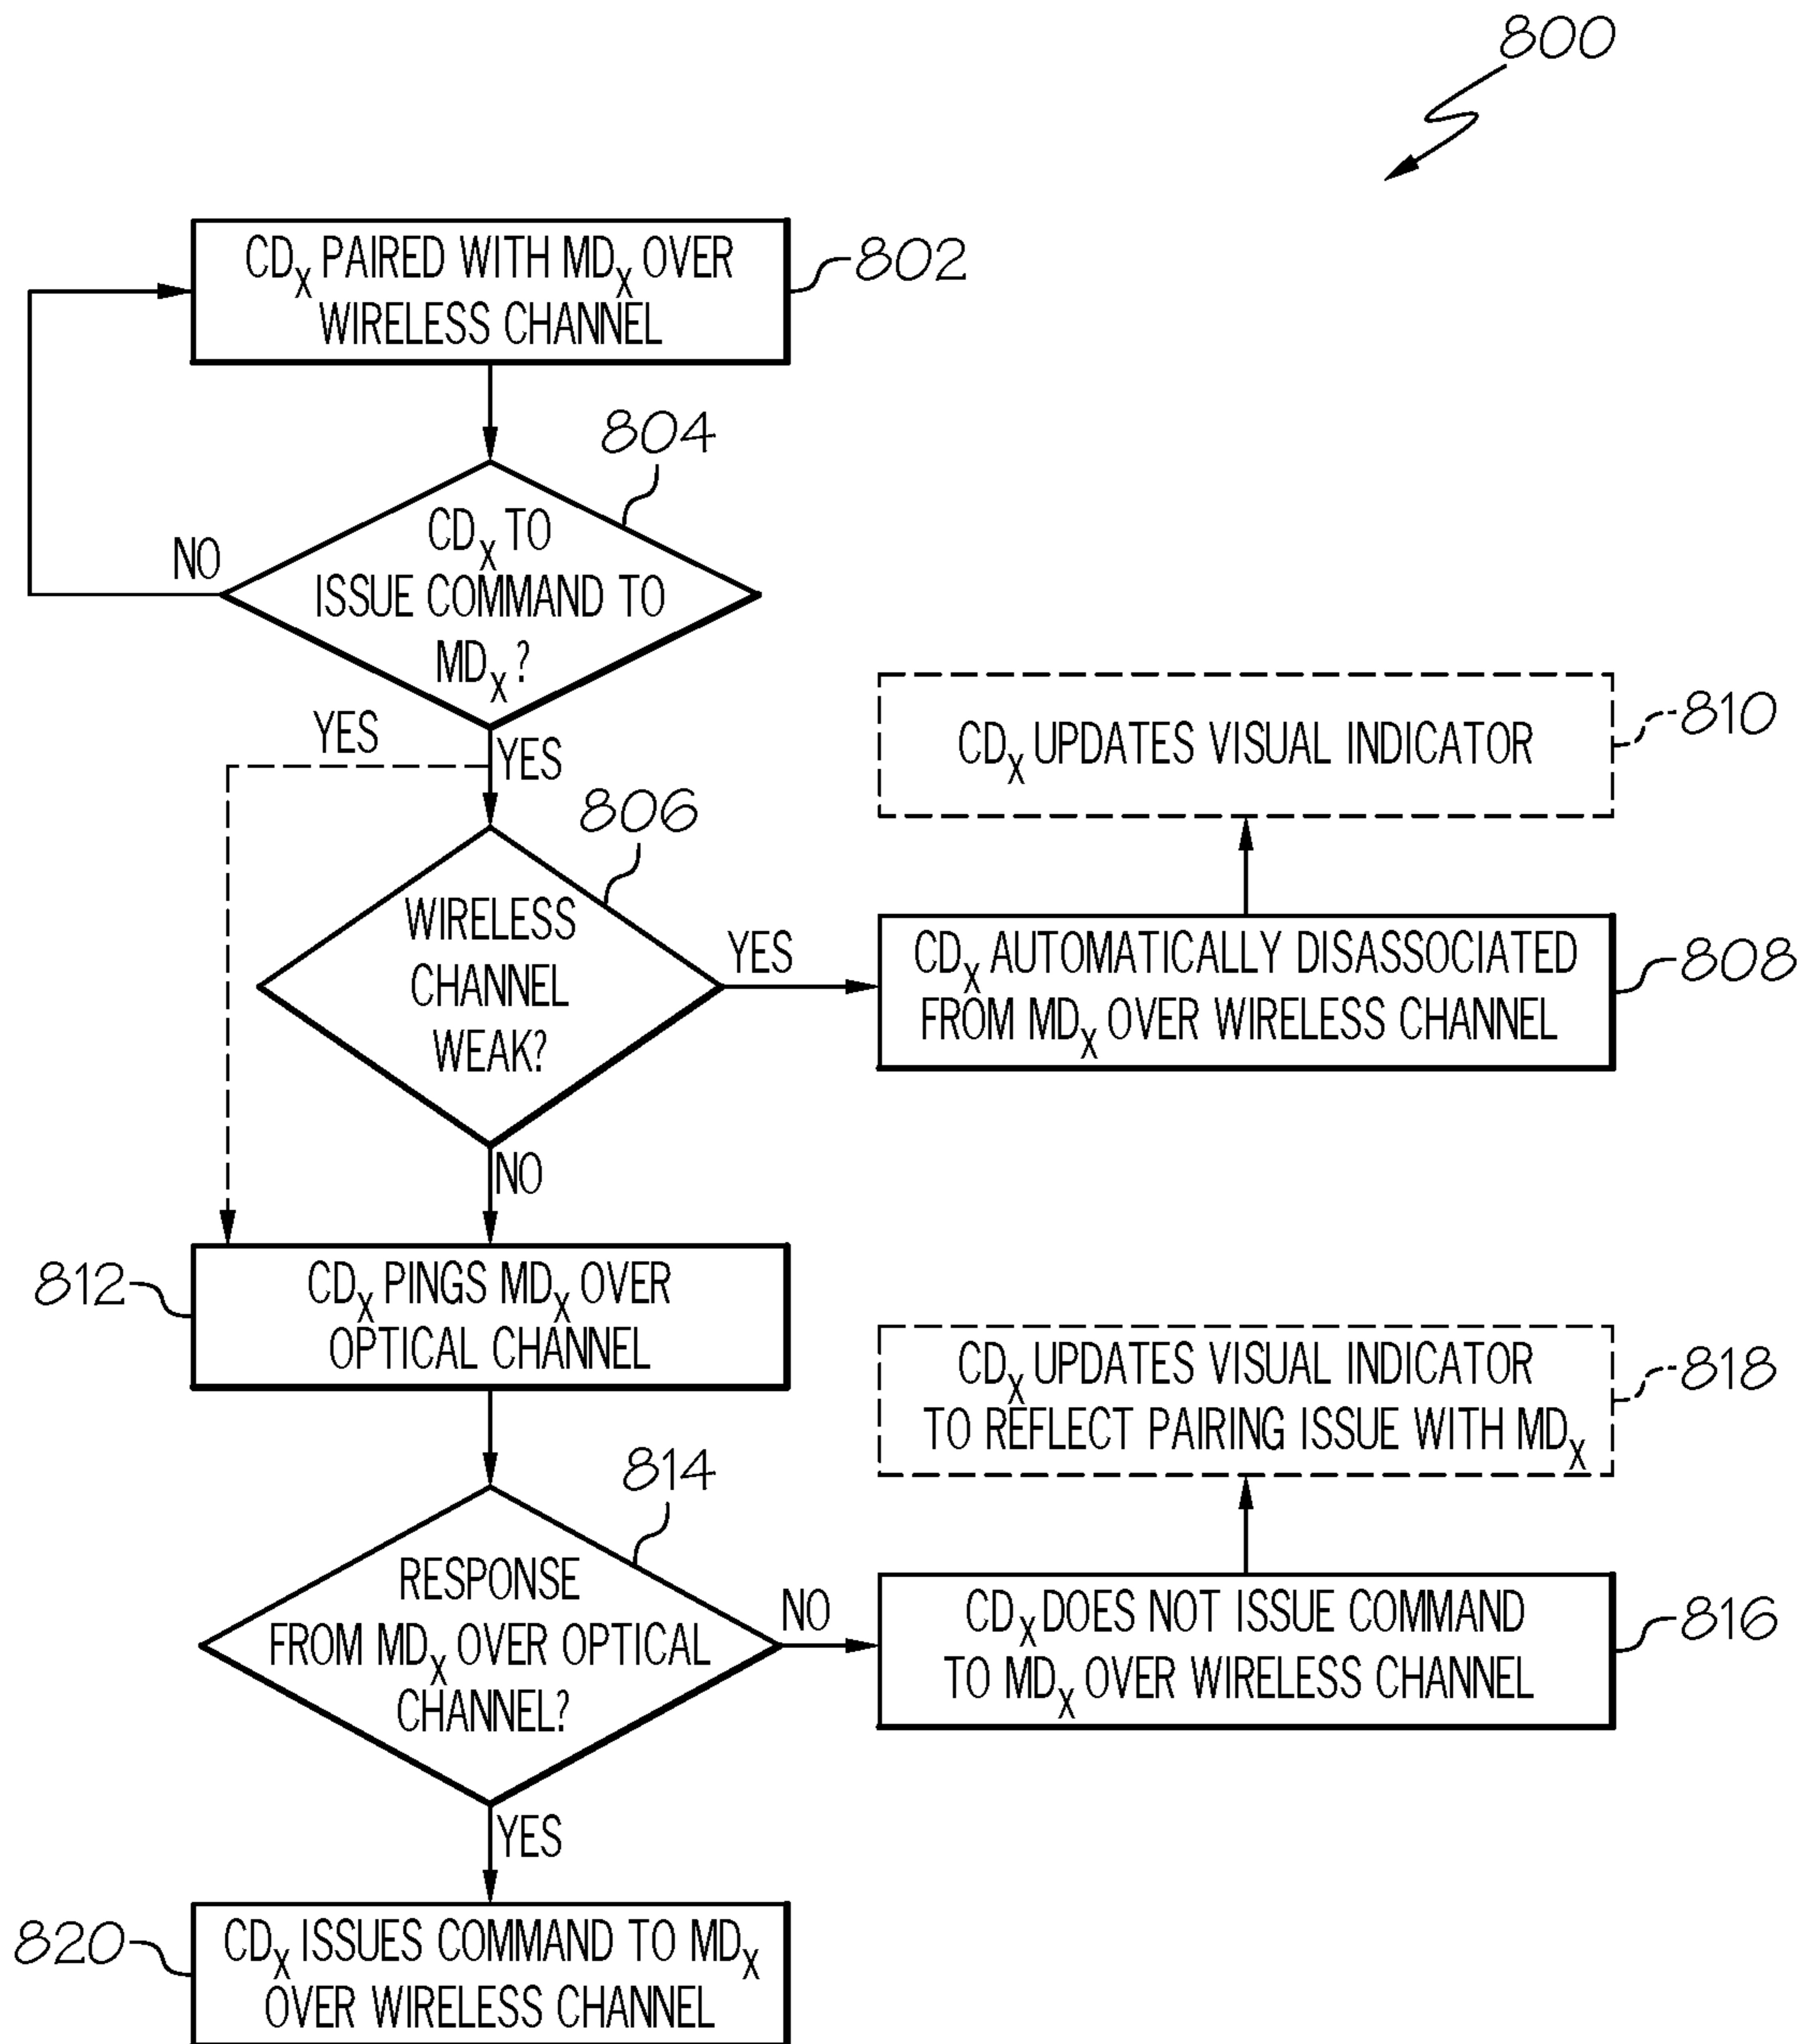 800
CDX PAIRED WITH MDX OVER
WIRELESS CHANNEL
802
804
CDX TO
ISSUE COMMAND TO
MDX?
NO
YES
YES
806
WIRELESS
CHANNEL
WEAK?
YES
CDX AUTOMATICALLY DISASSOCIATED
FROM MDX OVER WIRELESS CHANNEL
808
CDX UPDATES VISUAL INDICATOR
810
NO
812
CDX PINGS MDX OVER
OPTICAL CHANNEL
814
RESPONSE
FROM MDX OVER OPTICAL
CHANNEL?
NO
CDX DOES NOT ISSUE COMMAND
TO MDX OVER WIRELESS CHANNEL
816
CDX UPDATES VISUAL INDICATOR
TO REFLECT PAIRING ISSUE WITH MDX
818
YES
820
CDX ISSUES COMMAND TO MDX
OVER WIRELESS CHANNEL